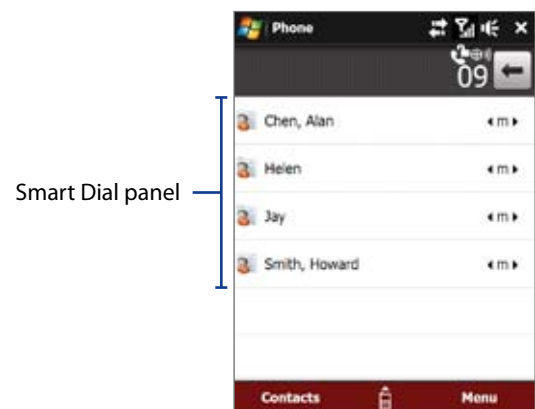 Phone
09
Chen, Alan m
Helen m
Jay m
Smith, Howard m
Smart Dial panel
Contacts Menu